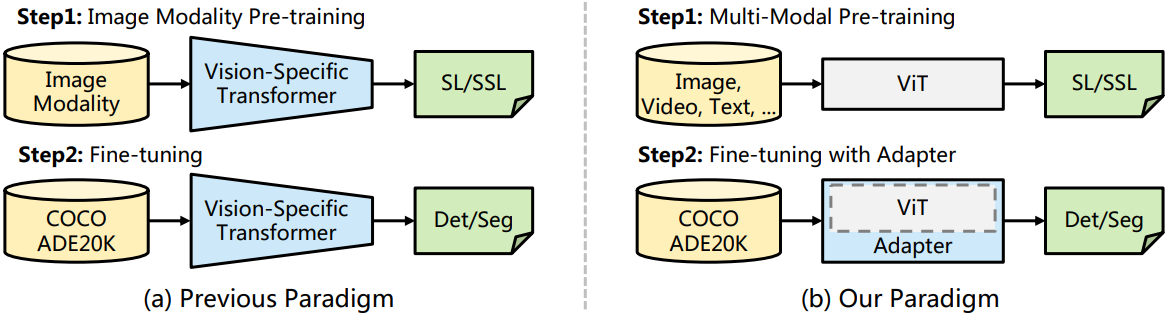 Step1: Image Modality Pre-training
Image
Modality
Vision-Specific
Transformer
SL/SSL
Step2: Fine-tuning
COCO
ADE20K
Vision-Specific
Transformer
Det/Seg
(a) Previous Paradigm
Step1: Multi-Modal Pre-training
Image,
Video, Text, ...
ViT
SL/SSL
Step2: Fine-tuning with Adapter
COCO
ADE20K
ViT
Adapter
Det/Seg
(b) Our Paradigm